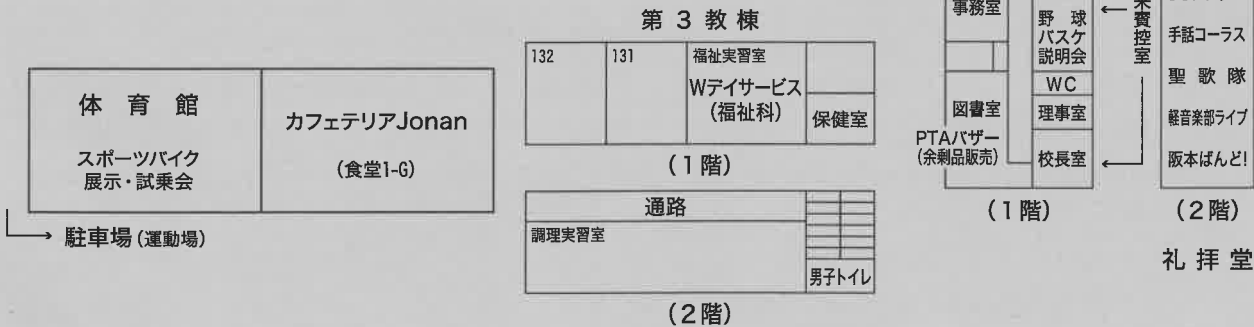 体育館
スポーツバイク
展示・試乗会
カフェテリアJonan
(食堂1-G)
駐車場(運動場)
第3教棟
132
131
福祉実習室
Wデイサービス
(福祉科)
保健室
(1階)
通路
調理実習室
男子トイレ
(2階)
事務室
図書室
PTAバザー
(余剰品販売)
野球
バスケ
説明会
WC
理事室
校長室
賓控室
(1階)
手話コーラス
聖歌隊
軽音楽部ライブ
阪本ばんど!
(2階)
礼拝堂